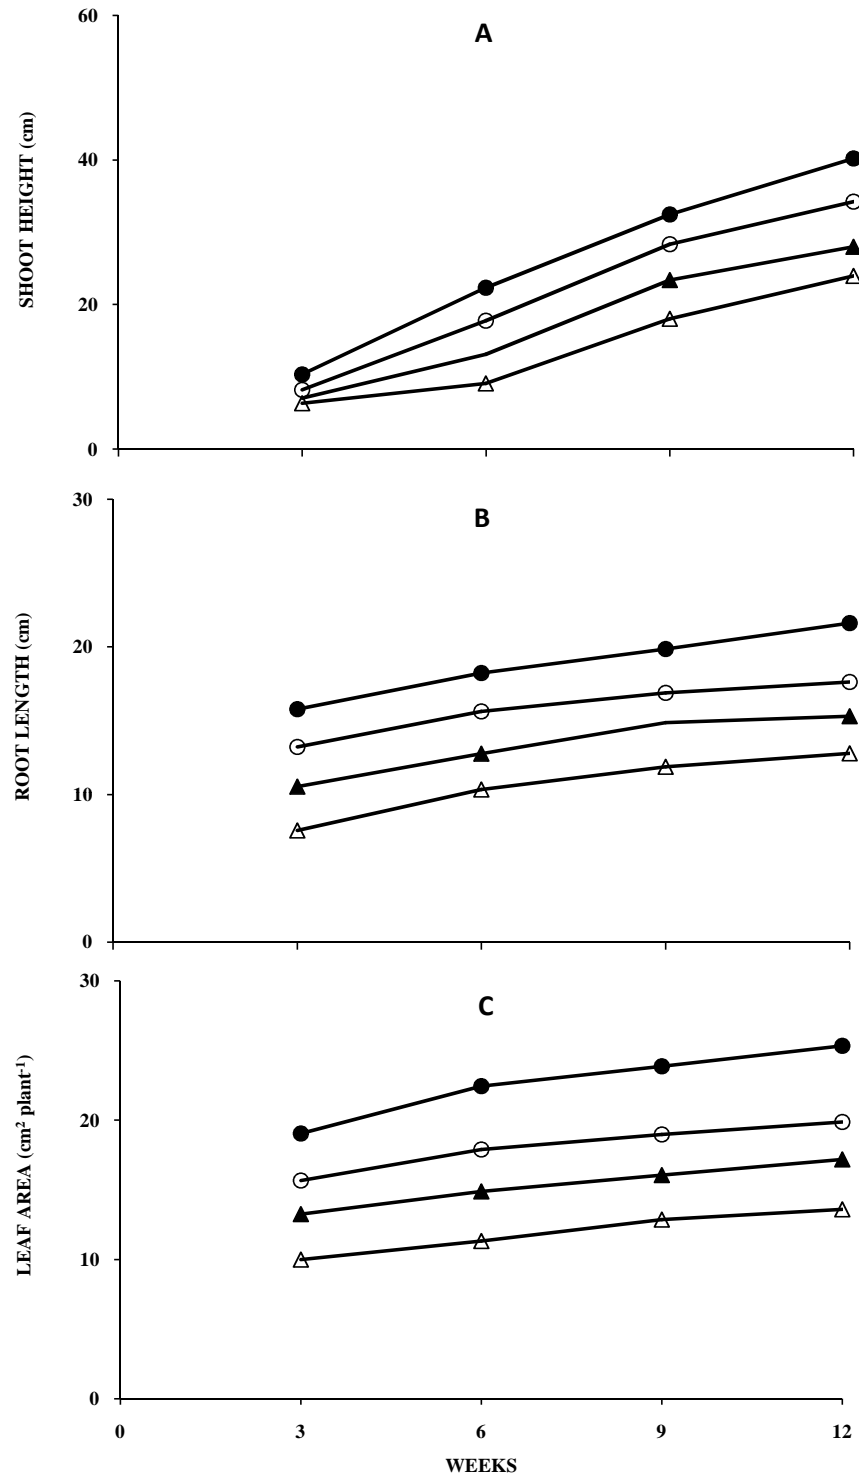 A
60
40
20
0
SHOOT HEIGHT (cm)
B
30
20
10
0
ROOT LENGTH (cm)
C
30
20
10
0
LEAF AREA (cm² plant⁻¹)
0 3 6 9 12
WEEKS